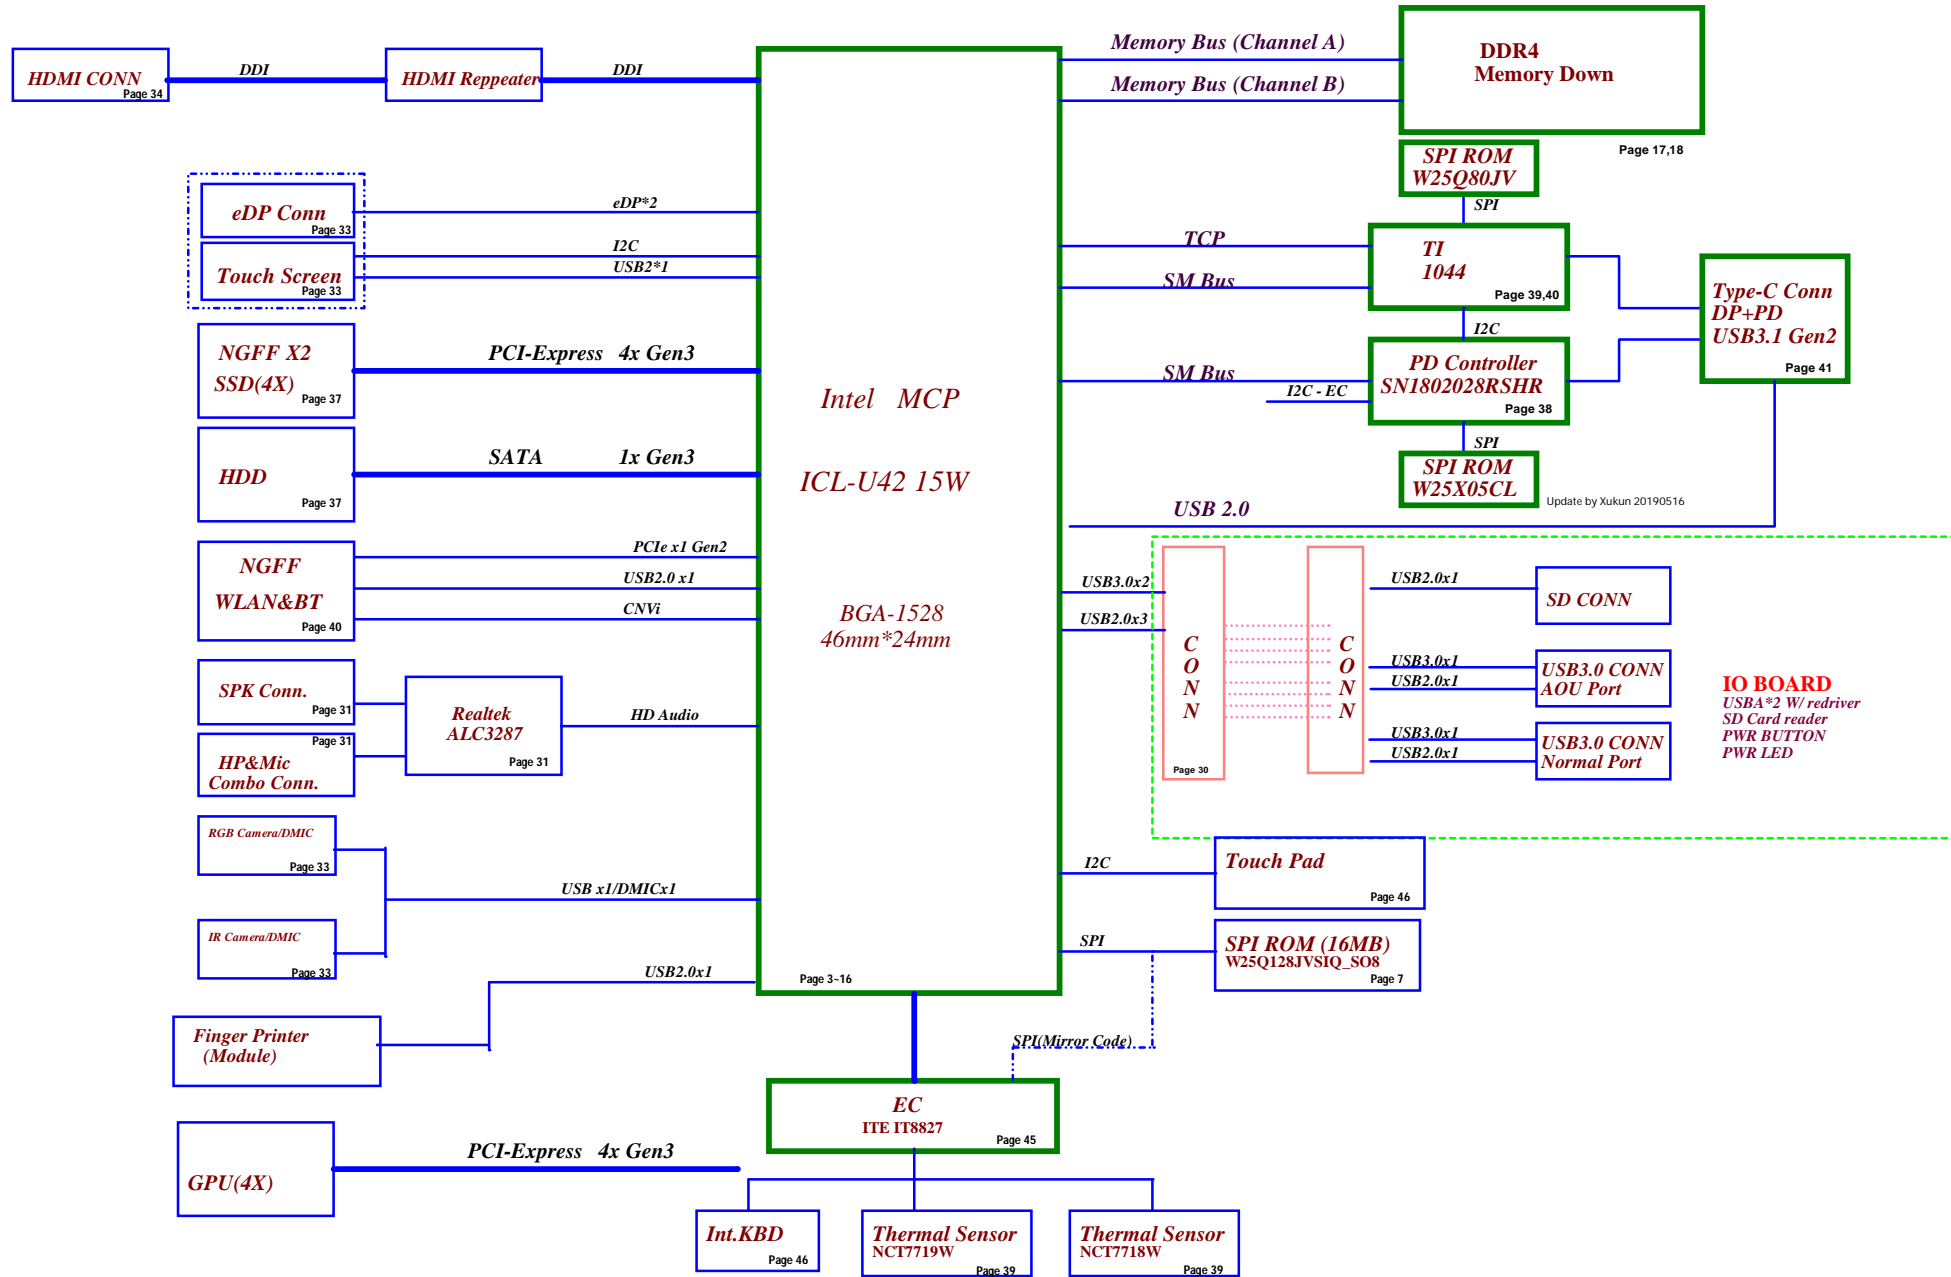 HDMI CONN
Page 34
DDI
HDMI Reppeater
DDI
eDP Conn
Page 33
eDP*2
Touch Screen
Page 33
I2C
USB2*1
NGFF X2
SSD(4X)
Page 37
PCI-Express 4x Gen3
HDD
Page 37
SATA 1x Gen3
NGFF
WLAN&BT
Page 40
PCIe x1 Gen2
USB2.0 x1
CNVi
SPK Conn.
Page 31
Page 31
HP&Mic
Combo Conn.
Realtek
ALC3287
Page 31
HD Audio
RGB Camera/DMIC
Page 33
IR Camera/DMIC
Page 33
USB x1/DMICx1
USB2.0x1
Finger Printer
(Module)
GPU(4X)
PCI-Express 4x Gen3
Intel MCP
ICL-U42 15W
BGA-1528
46mm*24mm
Page 3~16
Memory Bus (Channel A)
Memory Bus (Channel B)
DDR4
Memory Down
Page 17,18
SPI ROM
W25Q80JV
SPI
TCP
SM Bus
TI
1044
Page 39,40
I2C
SM Bus
I2C - EC
PD Controller
SN1802028RSHR
Page 38
SPI
SPI ROM
W25X05CL
Update by Xukun 20190516
Type-C Conn
DP+PD
USB3.1 Gen2
Page 41
USB 2.0
USB3.0x2
USB2.0x3
C
O
N
N
Page 30
C
O
N
N
USB2.0x1
SD CONN
USB3.0x1
USB2.0x1
USB3.0 CONN
AOU Port
USB3.0x1
USB2.0x1
USB3.0 CONN
Normal Port
IO BOARD
USBA*2 W/ redriver
SD Card reader
PWR BUTTON
PWR LED
I2C
Touch Pad
Page 46
SPI
SPI ROM (16MB)
W25Q128JVSIQ_SO8
Page 7
SPI(Mirror Code)
EC
ITE IT8827
Page 45
Int.KBD
Page 46
Thermal Sensor
NCT7719W
Page 39
Thermal Sensor
NCT7718W
Page 39